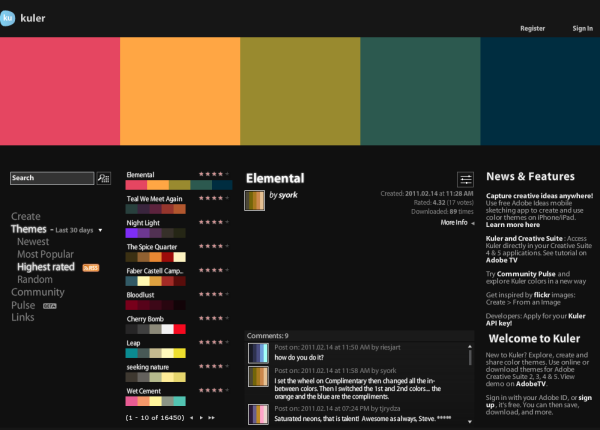 ku kuler
Register Sign In
Search
Create
Themes - Last 30 days
Newest
Most Popular
Highest rated RSS
Random
Community
Pulse BETA
Links
Elemental
Teal We Meet Again
Night Light
The Spice Quarter
Faber Castell Camp..
Bloodlust
Cherry Bomb
Leap
seeking nature
Wet Cement
(1 - 10 of 16450)
Elemental
by syork
Created: 2011.02.14 at 11:28 AM
Rated: 4.32 (17 votes)
Downloaded: 89 times
More Info
Comments: 9
Post on: 2011.02.14 at 11:50 AM by riesjart
how do you do it?
Post on: 2011.02.14 at 11:58 AM by syork
I set the wheel on Complimentary then changed all the in-
between colors. Then I switched the 1st and 2nd colors... the
orange and the blue are the compliments.
Post on: 2011.02.14 at 07:24 PM by tjrydza
Saturated neons, that is talent! Awesome as always, Steve. *****
News & Features
Capture creative ideas anywhere!
Use free Adobe Ideas mobile
sketching app to create and use
color themes on iPhone/iPad.
Learn more here
Kuler and Creative Suite : Access
Kuler directly in your Creative Suite
4 & 5 applications. See tutorial on
Adobe TV
Try Community Pulse and
explore Kuler colors in a new way
Get inspired by flickr images:
Create > From an Image
Developers: Apply for your Kuler
API key!
Welcome to Kuler
New to Kuler? Explore, create and
share color themes. Use online or
download themes for Adobe
Creative Suite 2, 3, 4 & 5. View
demo on AdobeTV.
Sign in with your Adobe ID, or sign
up, it's free. You can then save,
download, and more.